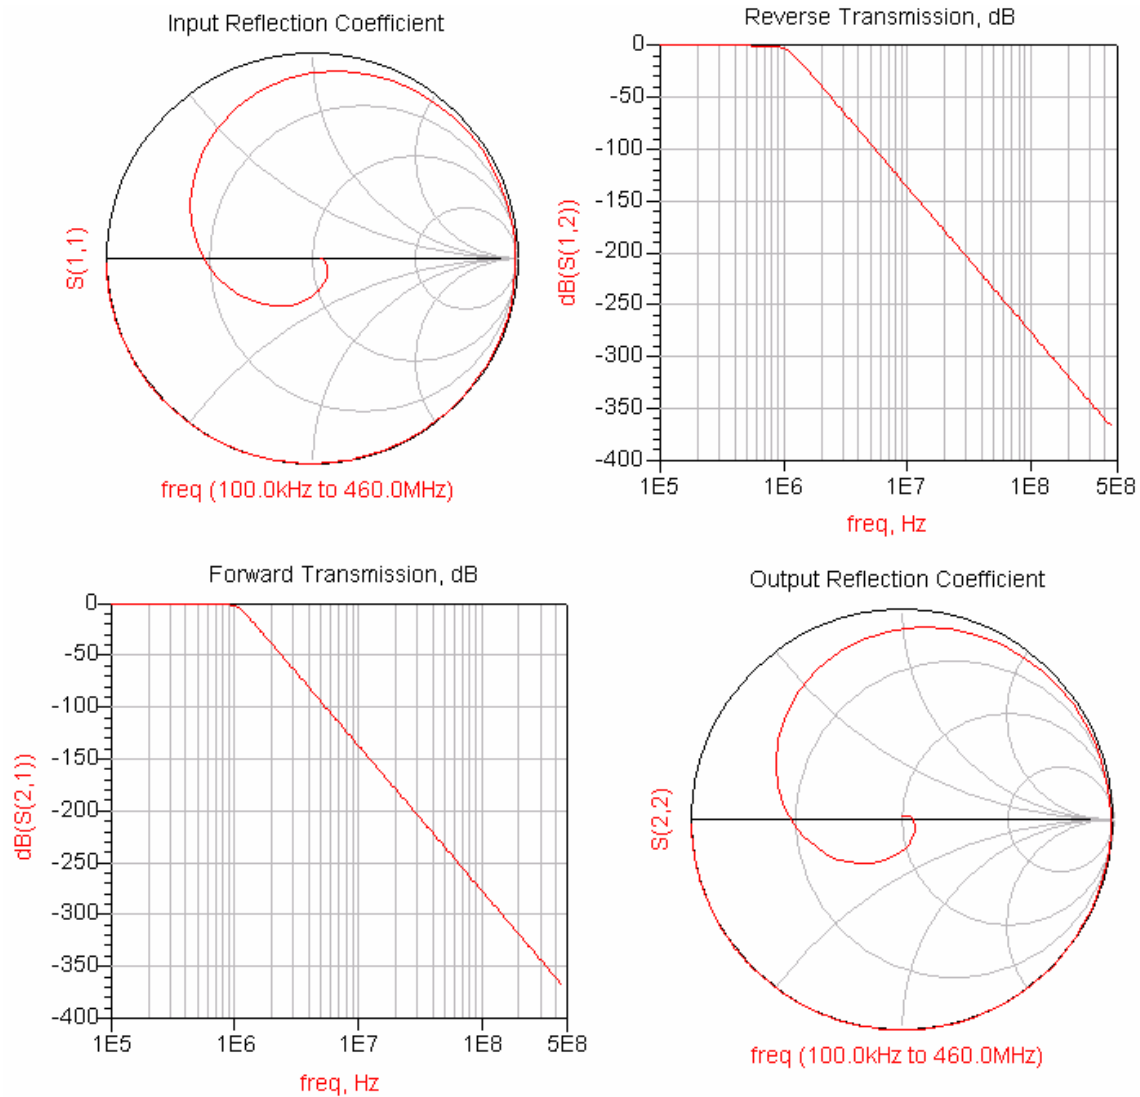 Input Reflection Coefficient
S(1,1)
freq (100.0kHz to 460.0MHz)
Reverse Transmission, dB
0
-50
-100
-150
-200
-250
-300
-350
-400
dB(S(1,2))
1E5 1E6 1E7 1E8 5E8
freq, Hz
Forward Transmission, dB
0
-50
-100
-150
-200
-250
-300
-350
-400
dB(S(2,1))
1E5 1E6 1E7 1E8 5E8
freq, Hz
Output Reflection Coefficient
S(2,2)
freq (100.0kHz to 460.0MHz)